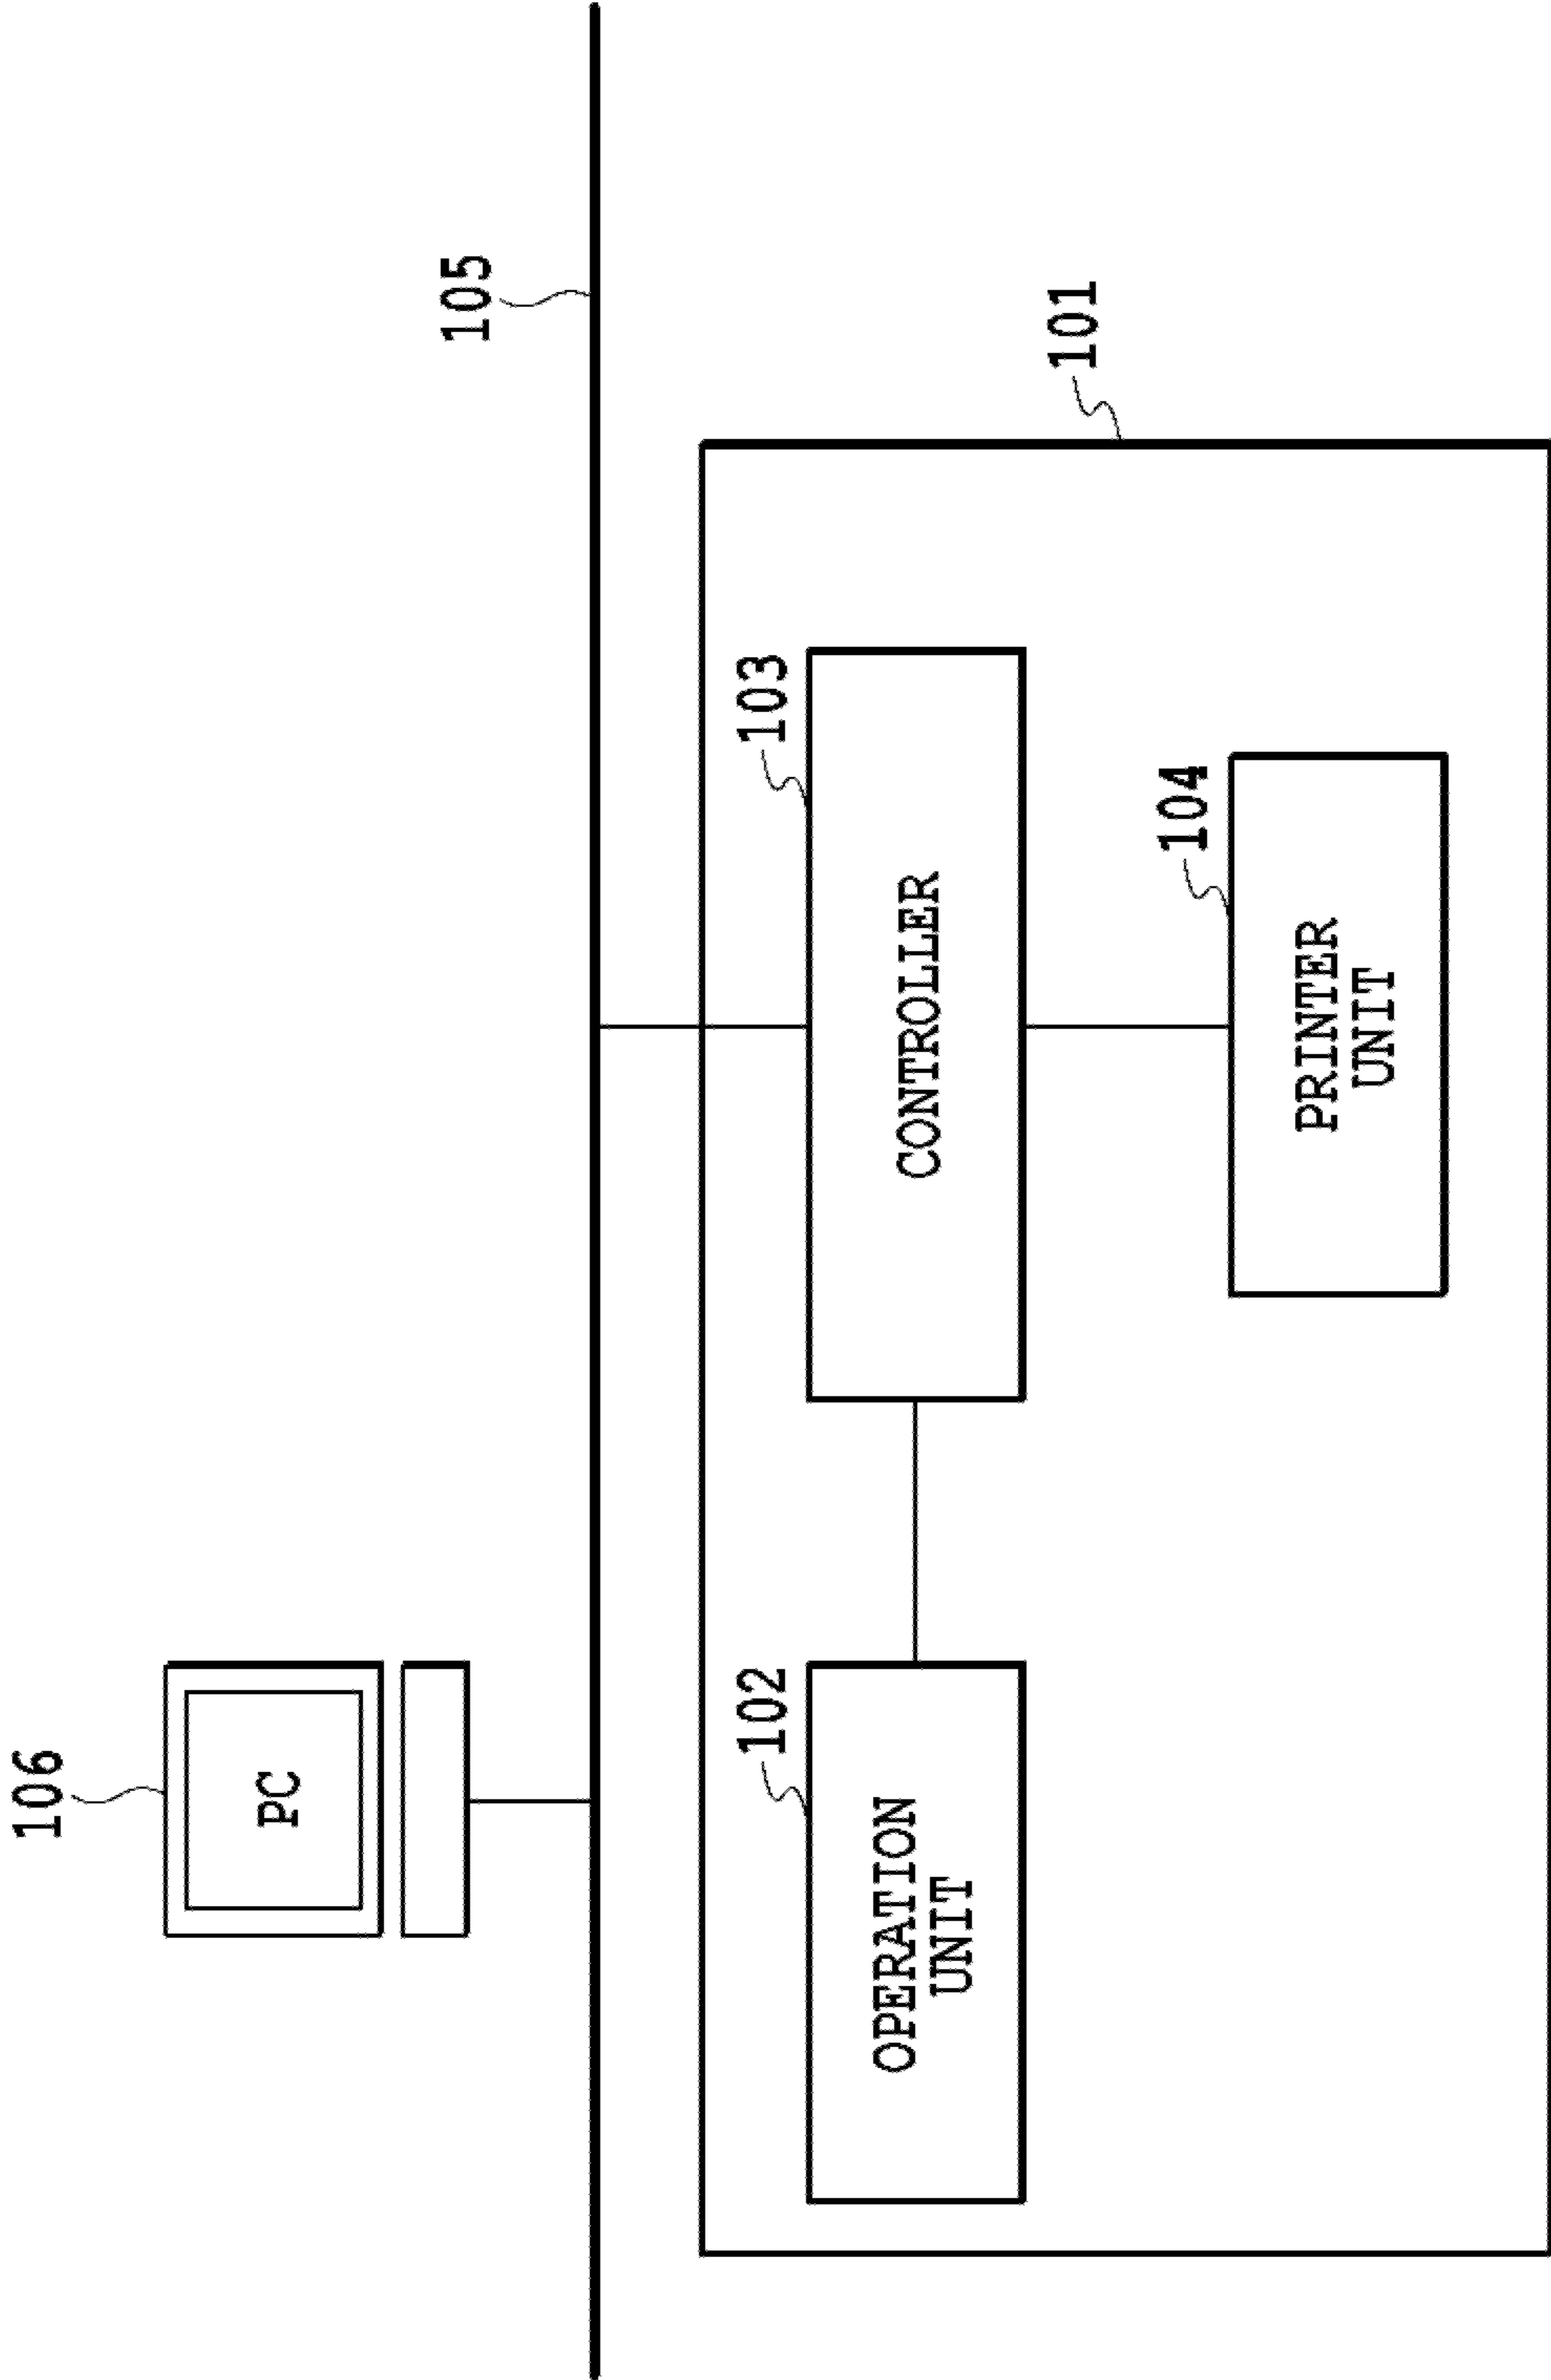 106
PC
105
101
102
OPERATION
UNIT
103
CONTROLLER
104
PRINTER
UNIT